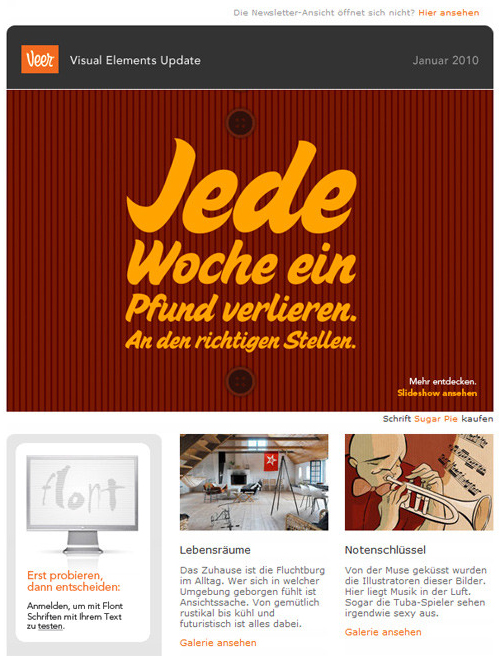 Die Newsletter-Ansicht öffnet sich nicht? Hier ansehen
Veer
Visual Elements Update
Januar 2010
Jede
Woche ein
Pfund verlieren.
An den richtigen Stellen.
Mehr entdecken.
Slideshow ansehen
Schrift Sugar Pie kaufen
flont
Erst probieren,
dann entscheiden:
Anmelden, um mit Flont
Schriften mit Ihrem Text
zu testen.
Lebensräume
Das Zuhause ist die Fluchtburg
im Alltag. Wer sich in welcher
Umgebung geborgen fühlt ist
Ansichtssache. Von gemütlich
rustikal bis kühl und
futuristisch ist alles dabei.
Galerie ansehen
Notenschlüssel
Von der Muse geküsst wurden
die Illustratoren dieser Bilder.
Hier liegt Musik in der Luft.
Sogar die Tuba-Spieler sehen
irgendwie sexy aus.
Galerie ansehen